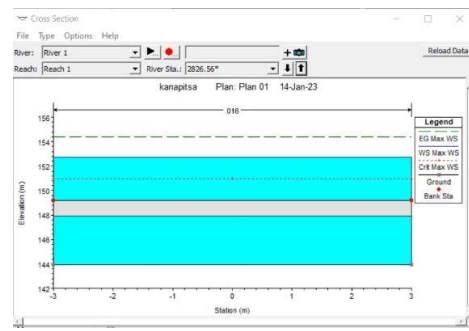 Cross Section
File Type Options Help
River: River 1
Reload Data
Reach: Reach 1 River Sta.: 2826.56*
kanapitsa Plan: Plan 01 14-Jan-23
.016
Legend
EG Max WS
WS Max WS
Crit Max WS
Ground
Bank Sta
156
154
152
150
148
146
144
142
Elevation (m)
-3 -2 -1 0 1 2 3
Station (m)